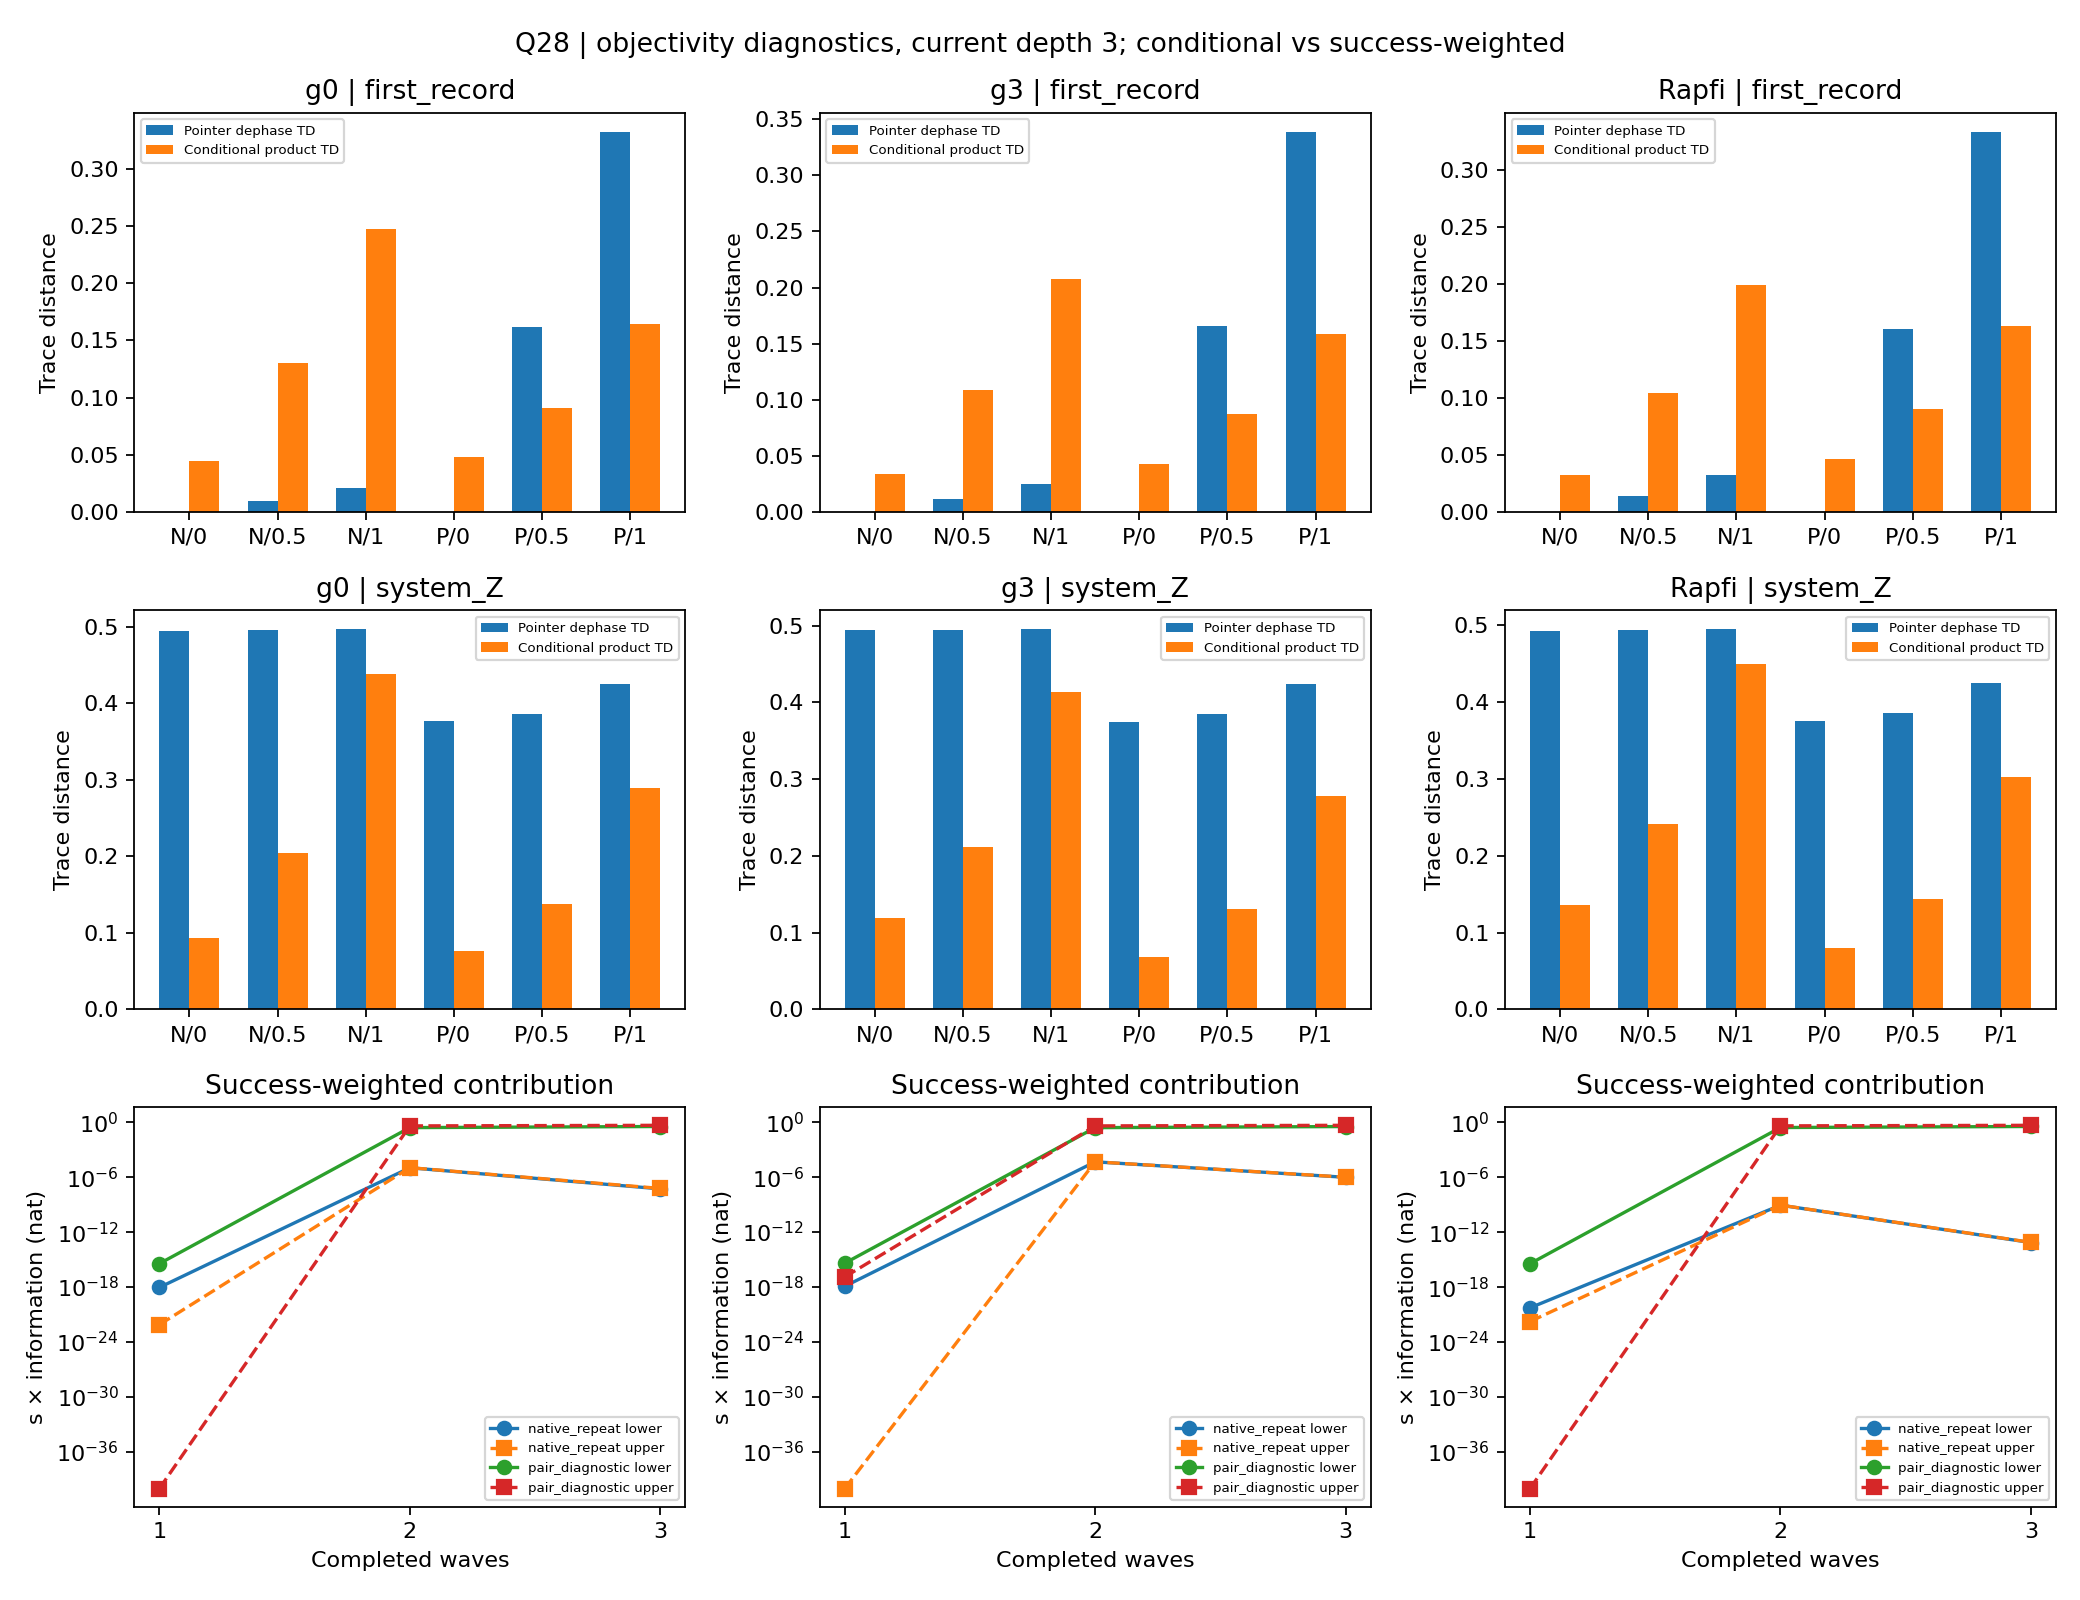 Q28 | objectivity diagnostics, current depth 3; conditional vs success-weighted
g0 | first_record
Trace distance
0.30
0.25
0.20
0.15
0.10
0.05
0.00
Pointer dephase TD
Conditional product TD
N/0 N/0.5 N/1 P/0 P/0.5 P/1
g3 | first_record
Trace distance
0.35
0.30
0.25
0.20
0.15
0.10
0.05
0.00
Pointer dephase TD
Conditional product TD
N/0 N/0.5 N/1 P/0 P/0.5 P/1
Rapfi | first_record
Trace distance
0.30
0.25
0.20
0.15
0.10
0.05
0.00
Pointer dephase TD
Conditional product TD
N/0 N/0.5 N/1 P/0 P/0.5 P/1
g0 | system_Z
Trace distance
0.5
0.4
0.3
0.2
0.1
0.0
Pointer dephase TD
Conditional product TD
N/0 N/0.5 N/1 P/0 P/0.5 P/1
g3 | system_Z
Trace distance
0.5
0.4
0.3
0.2
0.1
0.0
Pointer dephase TD
Conditional product TD
N/0 N/0.5 N/1 P/0 P/0.5 P/1
Rapfi | system_Z
Trace distance
0.5
0.4
0.3
0.2
0.1
0.0
Pointer dephase TD
Conditional product TD
N/0 N/0.5 N/1 P/0 P/0.5 P/1
Success-weighted contribution
s × information (nat)
10⁰
10⁻⁶
10⁻¹²
10⁻¹⁸
10⁻²⁴
10⁻³⁰
10⁻³⁶
native_repeat lower
native_repeat upper
pair_diagnostic lower
pair_diagnostic upper
1 2 3
Completed waves
Success-weighted contribution
s × information (nat)
10⁰
10⁻⁶
10⁻¹²
10⁻¹⁸
10⁻²⁴
10⁻³⁰
10⁻³⁶
native_repeat lower
native_repeat upper
pair_diagnostic lower
pair_diagnostic upper
1 2 3
Completed waves
Success-weighted contribution
s × information (nat)
10⁰
10⁻⁶
10⁻¹²
10⁻¹⁸
10⁻²⁴
10⁻³⁰
10⁻³⁶
native_repeat lower
native_repeat upper
pair_diagnostic lower
pair_diagnostic upper
1 2 3
Completed waves